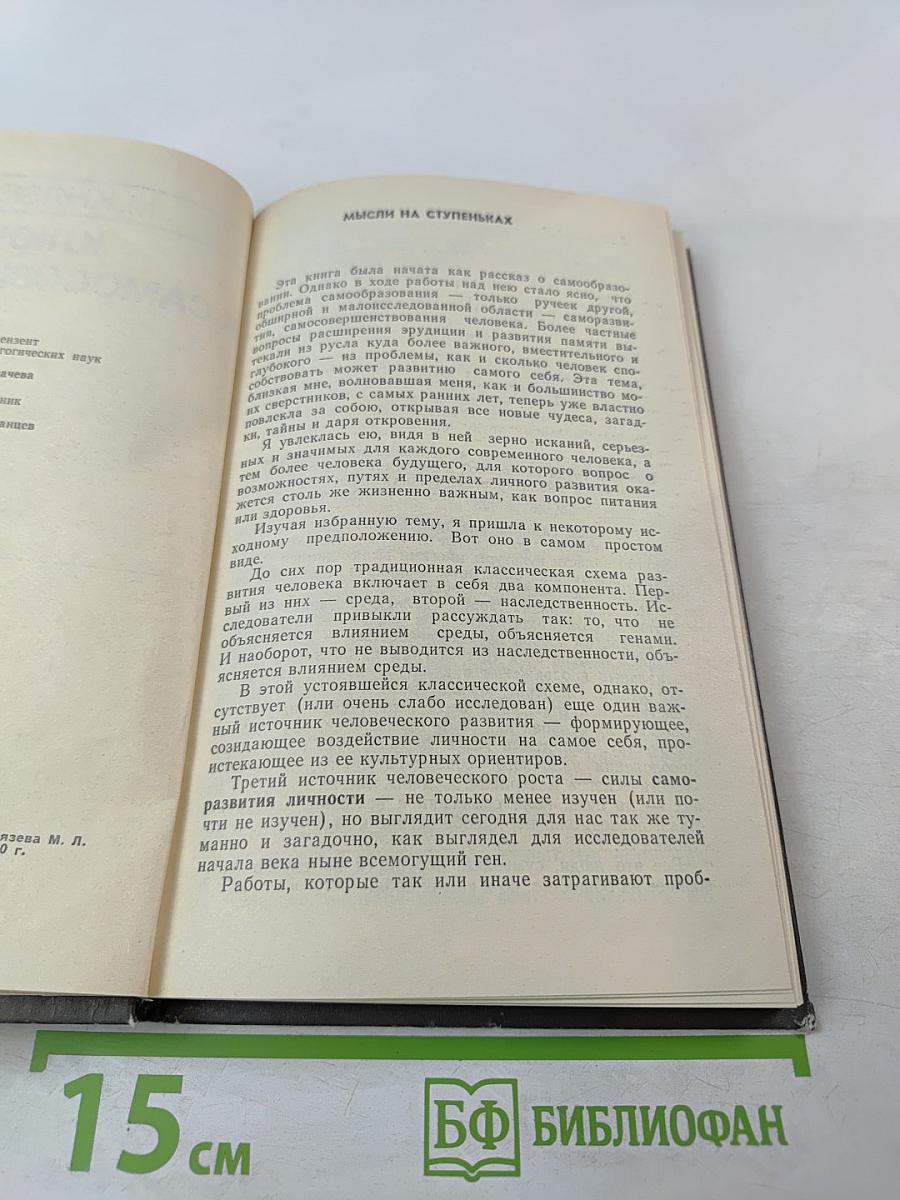 ензент
гогических наук
ачева
ник
анцев
язева М. Л.
0 г.
МЫСЛИ НА СТУПЕНЬКАХ
Эта книга была начата как рассказ о самообразо-
вании. Однако в ходе работы над нею стало ясно, что
проблема самообразования — только ручеек другой,
обширной и малоисследованной области — саморазви-
тия, самосовершенствования человека. Более частные
вопросы расширения эрудиции и развития памяти вы-
текали из русла куда более важного, вместительного и
глубокого — из проблемы, как и сколько человек спо-
собствовать может развитию самого себя. Эта тема,
близкая мне, волновавшая меня, как и большинство мо-
их сверстников, с самых ранних лет, теперь уже властно
повлекла за собою, открывая все новые чудеса, загад-
ки, тайны и даря откровения.
Я увлеклась ею, видя в ней зерно исканий, серьез-
ных и значимых для каждого современного человека, а
тем более человека будущего, для которого вопрос о
возможностях, путях и пределах личного развития ока-
жется столь же жизненно важным, как вопрос питания
или здоровья.
Изучая избранную тему, я пришла к некоторому ис-
ходному предположению. Вот оно в самом простом
виде.
До сих пор традиционная классическая схема раз-
вития человека включает в себя два компонента. Пер-
вый из них — среда, второй — наследственность. Ис-
следователи привыкли рассуждать так: то, что не
объясняется влиянием среды, объясняется генами.
И наоборот, что не выводится из наследственности, объ-
ясняется влиянием среды.
В этой устоявшейся классической схеме, однако, от-
сутствует (или очень слабо исследован) еще один важ-
ный источник человеческого развития — формирующее,
созидающее воздействие личности на самое себя, про-
истекающее из ее культурных ориентиров.
Третий источник человеческого роста — силы само-
развития личности — не только менее изучен (или по-
чти не изучен), но выглядит сегодня для нас так же ту-
манно и загадочно, как выглядел для исследователей
начала века ныне всемогущий ген.
Работы, которые так или иначе затрагивают проб-
15 см
БФ БИБЛИОФАН